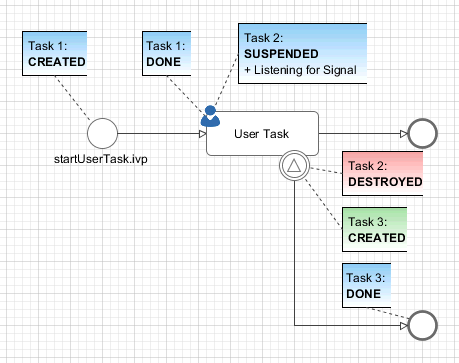 Task 1:
CREATED
Task 1:
DONE
Task 2:
SUSPENDED
+ Listening for Signal
startUserTask.ivp
User Task
Task 2:
DESTROYED
Task 3:
CREATED
Task 3:
DONE